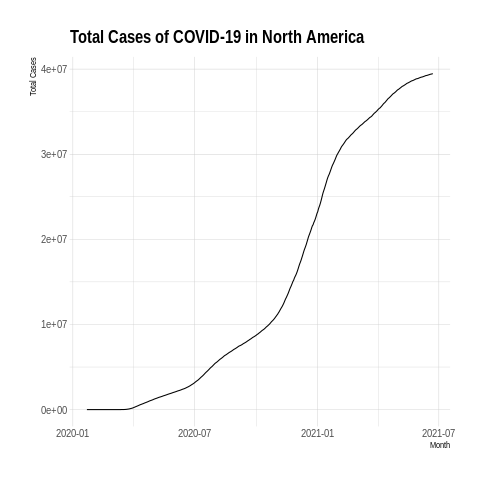 Total Cases of COVID-19 in North America
Total Cases
4e+07
3e+07
2e+07
1e+07
0e+00
2020-01 2020-07 2021-01 2021-07
Month